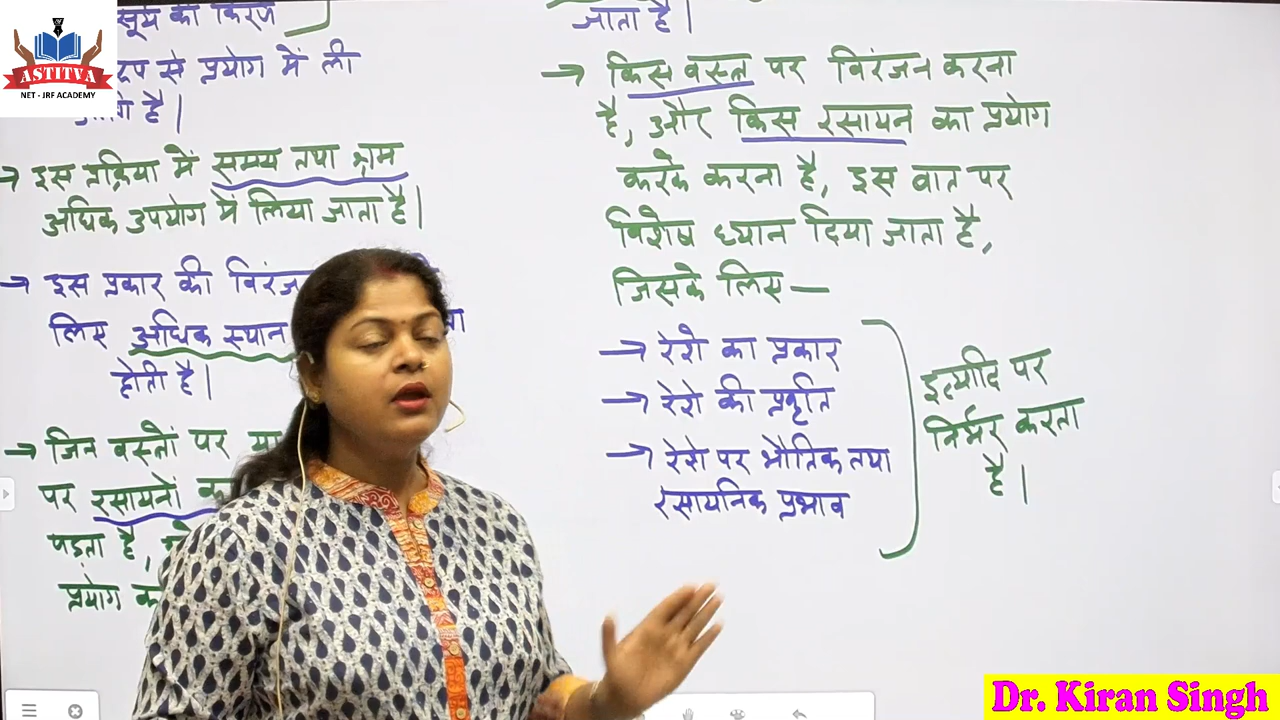 सूर्य की किरणें
रूप से प्रयोग में ली
जाती है।
→ इस प्रक्रिया में समय तथा श्रम
अधिक उपयोग में लिया जाता है।
→ इस प्रकार की विरंजन
लिए अधिक स्थान
होती है।
→ जिन वस्त्रों पर या
पर रसायनों का
पड़ता है,
प्रयोग
जाता है।
→ किस वस्त्र पर विरंजन करना
है, और किस रसायन का प्रयोग
करके करना है, इस बात पर
विशेष ध्यान दिया जाता है,
जिसके लिए —
→ रेशे का प्रकार
→ रेशे की प्रकृति
→ रेशे पर भौतिक तथा
रसायनिक प्रभाव
इत्यादि पर
निर्भर करता
है।
ASTITVA
NET - JRF ACADEMY
Dr. Kiran Singh